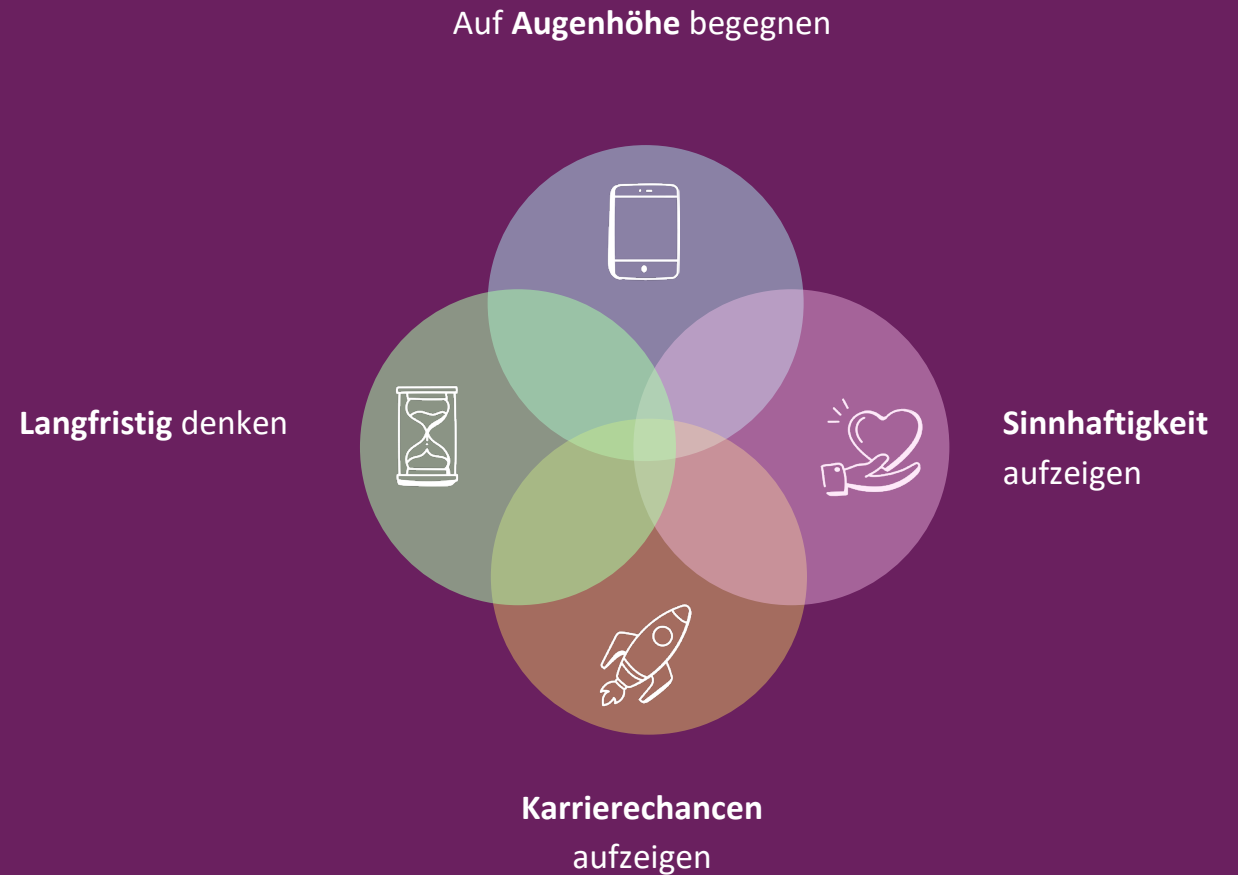 Auf Augenhöhe begegnen
Langfristig denken
Sinnhaftigkeit
aufzeigen
Karrierechancen
aufzeigen